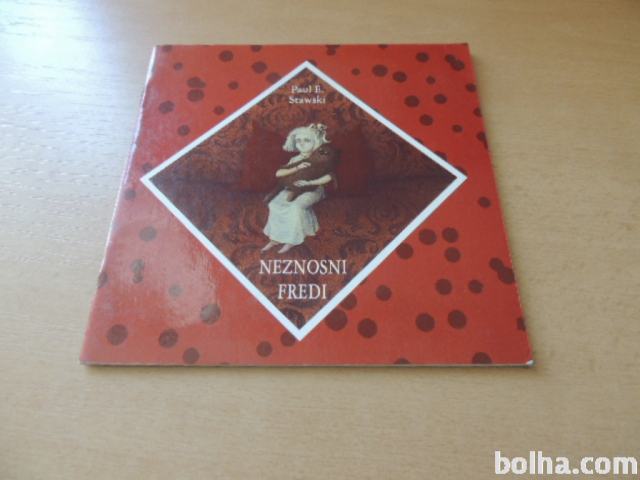 Paul E.
Stawski
NEZNOSNI
FREDI
bolha.com